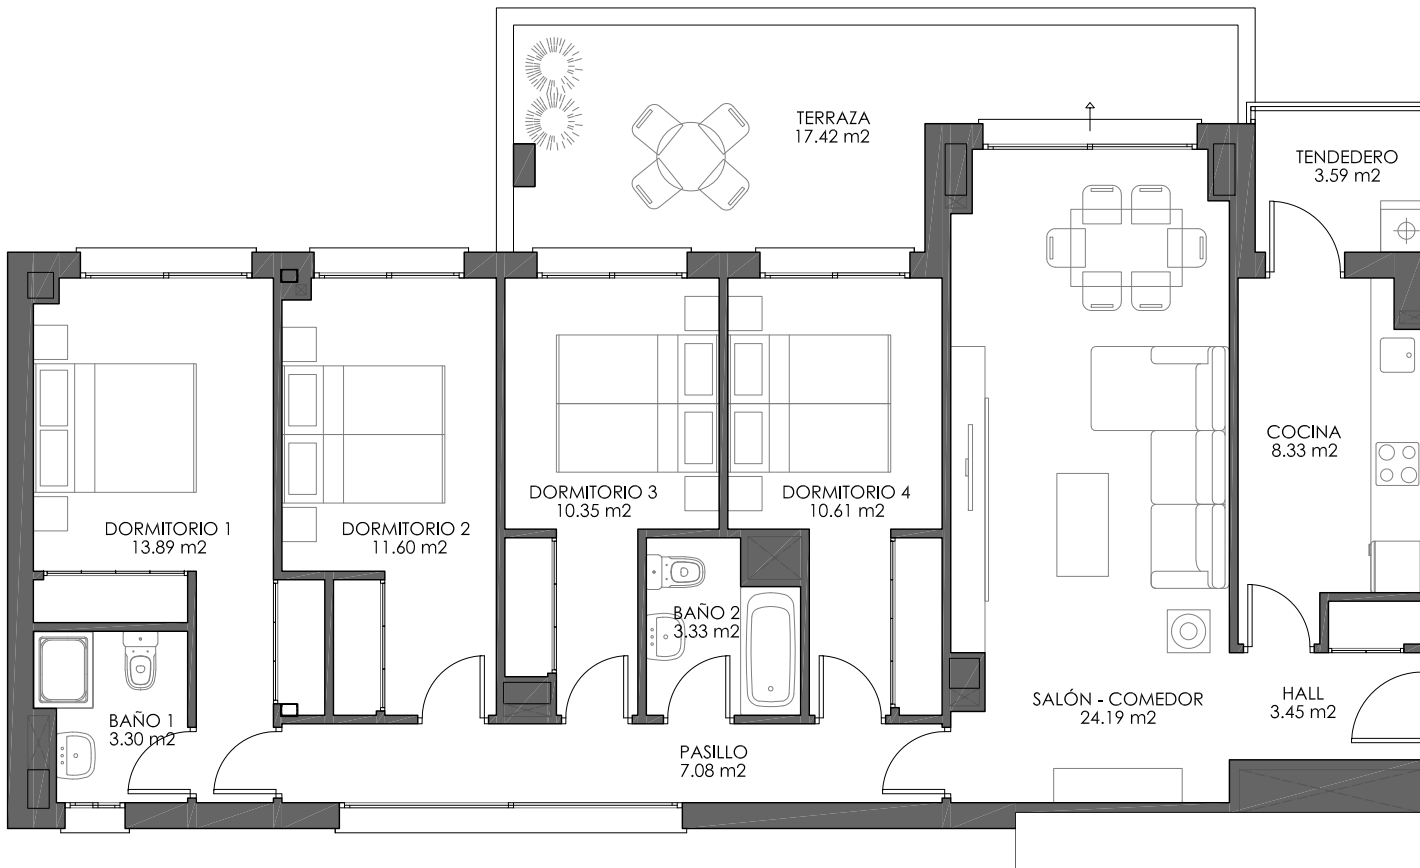 TERRAZA
17.42 m2
TENDEDERO
3.59 m2
COCINA
8.33 m2
DORMITORIO 3
10.35 m2
DORMITORIO 4
10.61 m2
DORMITORIO 1
13.89 m2
DORMITORIO 2
11.60 m2
BAÑO 2
3.33 m2
SALÓN - COMEDOR
24.19 m2
HALL
3.45 m2
BAÑO 1
3.30 m2
PASILLO
7.08 m2